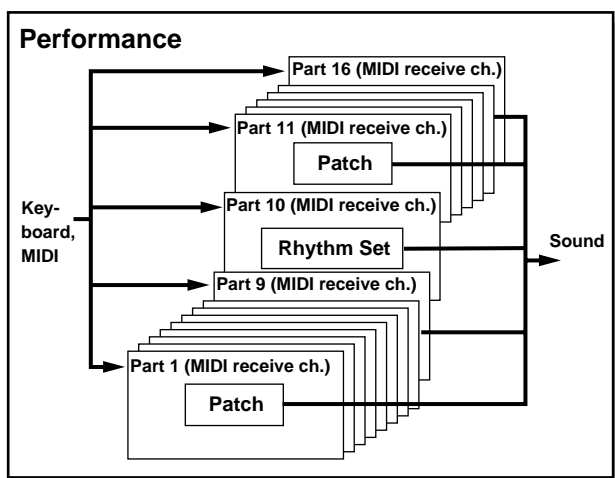 Performance
Part 16 (MIDI receive ch.)
Part 11 (MIDI receive ch.)
Patch
Part 10 (MIDI receive ch.)
Key-
board,
MIDI
Rhythm Set
Sound
Part 9 (MIDI receive ch.)
Part 1 (MIDI receive ch.)
Patch